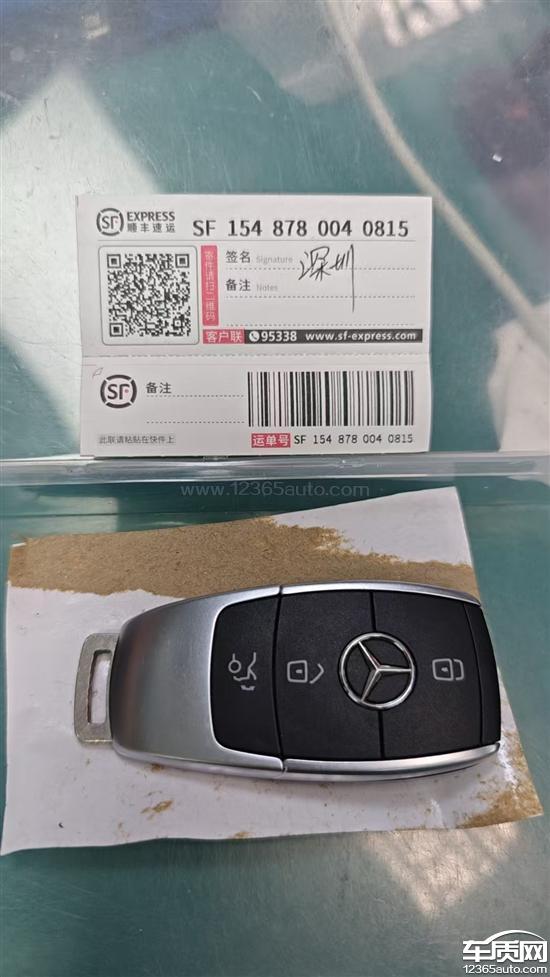 SF EXPRESS
顺丰速运
SF 154 878 004 0815
寄件请扫二维码
签名 Signature 深圳
备注 Notes
客户联 95338 www.sf-express.com
SF 备注
此联请粘贴在快件上
运单号 SF 154 878 004 0815
www.12365auto.com
车质网
12365auto.com